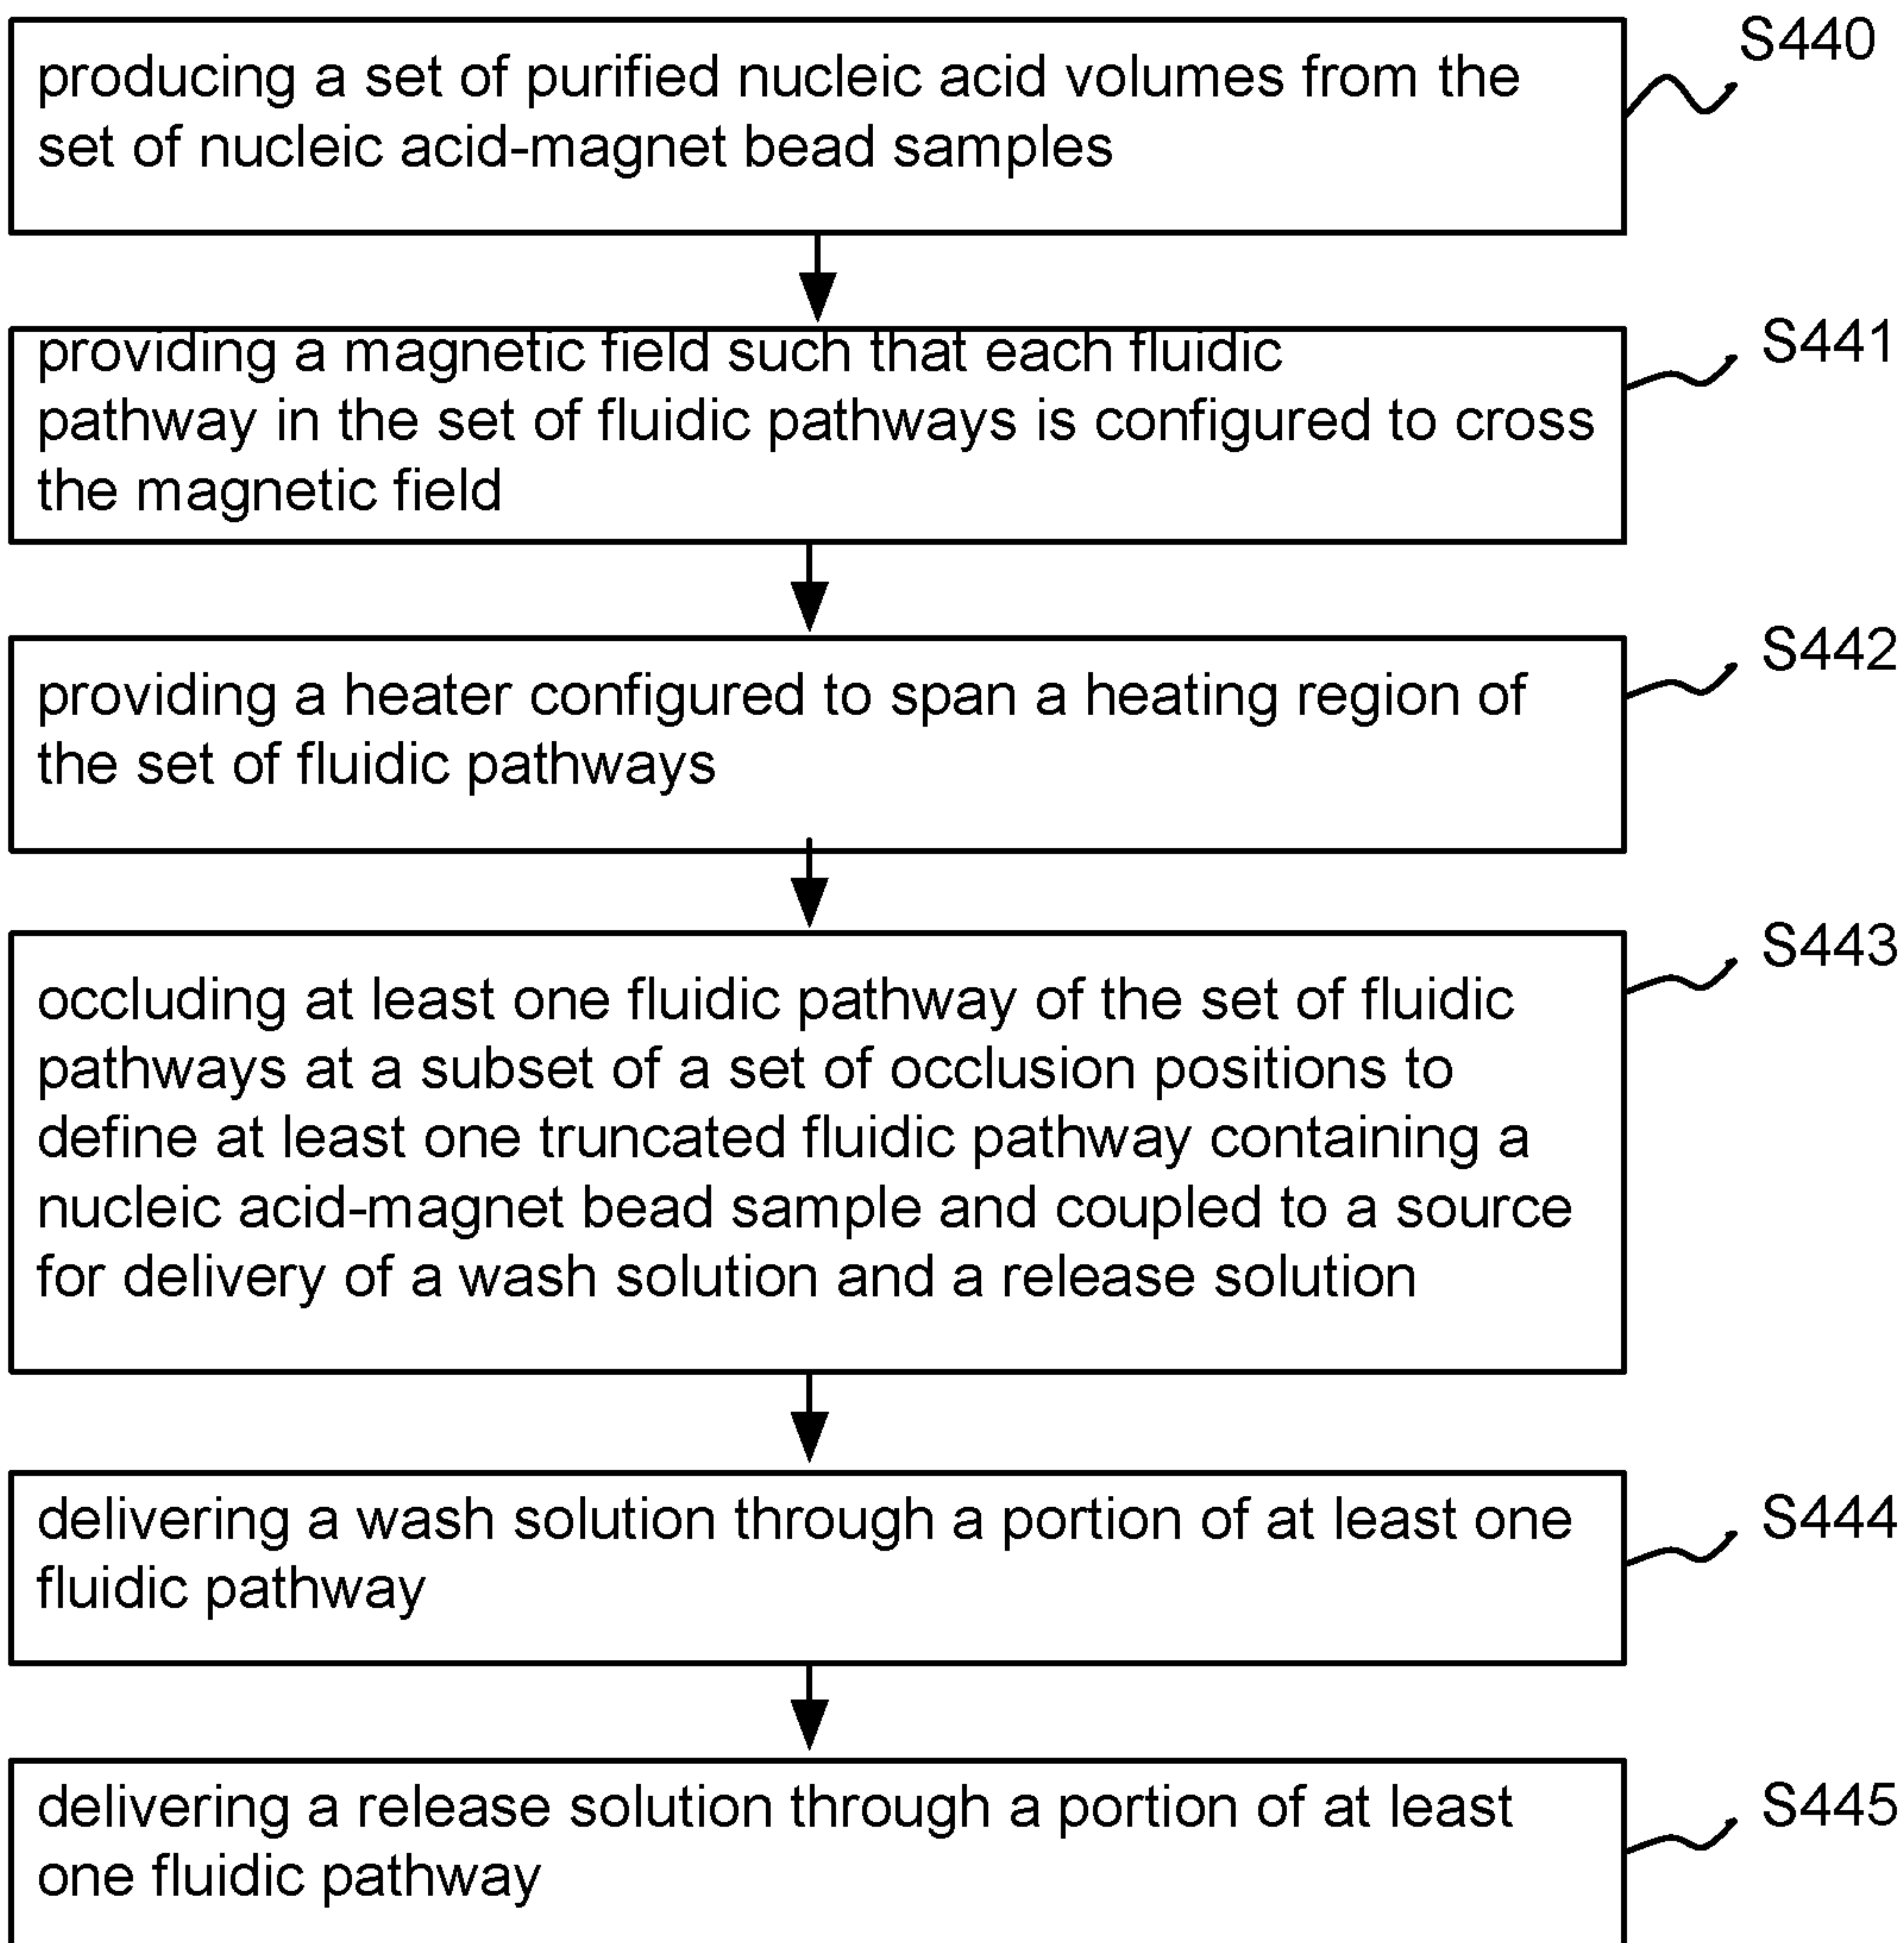 producing a set of purified nucleic acid volumes from the
set of nucleic acid-magnet bead samples
S440
providing a magnetic field such that each fluidic
pathway in the set of fluidic pathways is configured to cross
the magnetic field
S441
providing a heater configured to span a heating region of
the set of fluidic pathways
S442
occluding at least one fluidic pathway of the set of fluidic
pathways at a subset of a set of occlusion positions to
define at least one truncated fluidic pathway containing a
nucleic acid-magnet bead sample and coupled to a source
for delivery of a wash solution and a release solution
S443
delivering a wash solution through a portion of at least one
fluidic pathway
S444
delivering a release solution through a portion of at least
one fluidic pathway
S445